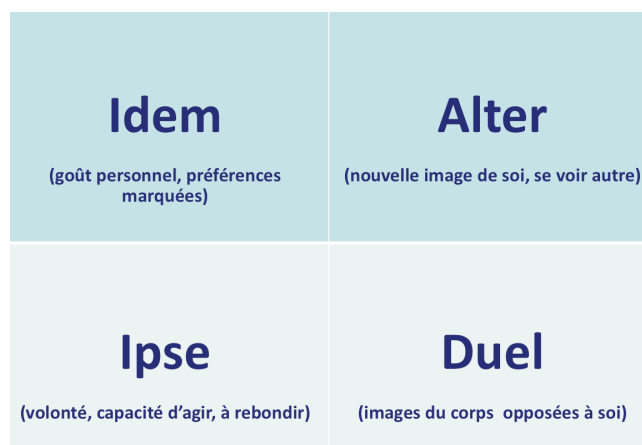 Idem
Alter
(goût personnel, préférences
marquées)
(nouvelle image de soi, se voir autre)
Ipse
Duel
(volonté, capacité d'agir, à rebondir)
(images du corps opposées à soi)